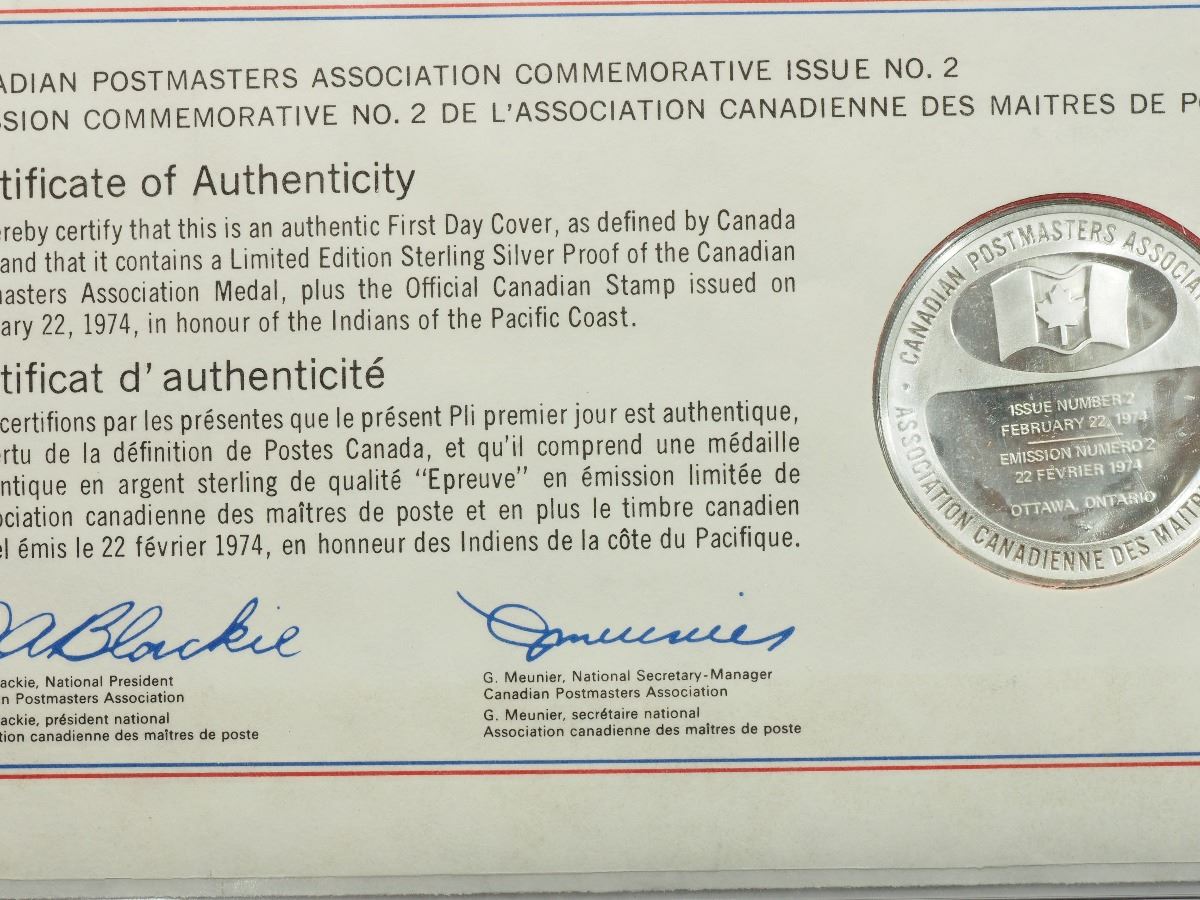 ADIAN POSTMASTERS ASSOCIATION COMMEMORATIVE ISSUE NO. 2
SSION COMMEMORATIVE NO. 2 DE L'ASSOCIATION CANADIENNE DES MAITRES DE P
tificate of Authenticity
ereby certify that this is an authentic First Day Cover, as defined by Canada
and that it contains a Limited Edition Sterling Silver Proof of the Canadian
asters Association Medal, plus the Official Canadian Stamp issued on
ary 22, 1974, in honour of the Indians of the Pacific Coast.
tificat d'authenticité
certifions par les présentes que le présent Pli premier jour est authentique,
rtu de la définition de Postes Canada, et qu'il comprend une médaille
ntique en argent sterling de qualité "Epreuve" en émission limitée de
ociation canadienne des maîtres de poste et en plus le timbre canadien
el émis le 22 février 1974, en honneur des Indiens de la côte du Pacifique.
A Blackie
ackie, National President
n Postmasters Association
ackie, président national
tion canadienne des maîtres de poste
G. Meunier, National Secretary-Manager
Canadian Postmasters Association
G. Meunier, secrétaire national
Association canadienne des maîtres de poste
CANADIAN POSTMASTERS ASSOCIA
ISSUE NUMBER 2
FEBRUARY 22, 1974
EMISSION NUMERO 2
22 FÉVRIER 1974
OTTAWA, ONTARIO
ASSOCIATION CANADIENNE DES MAITR